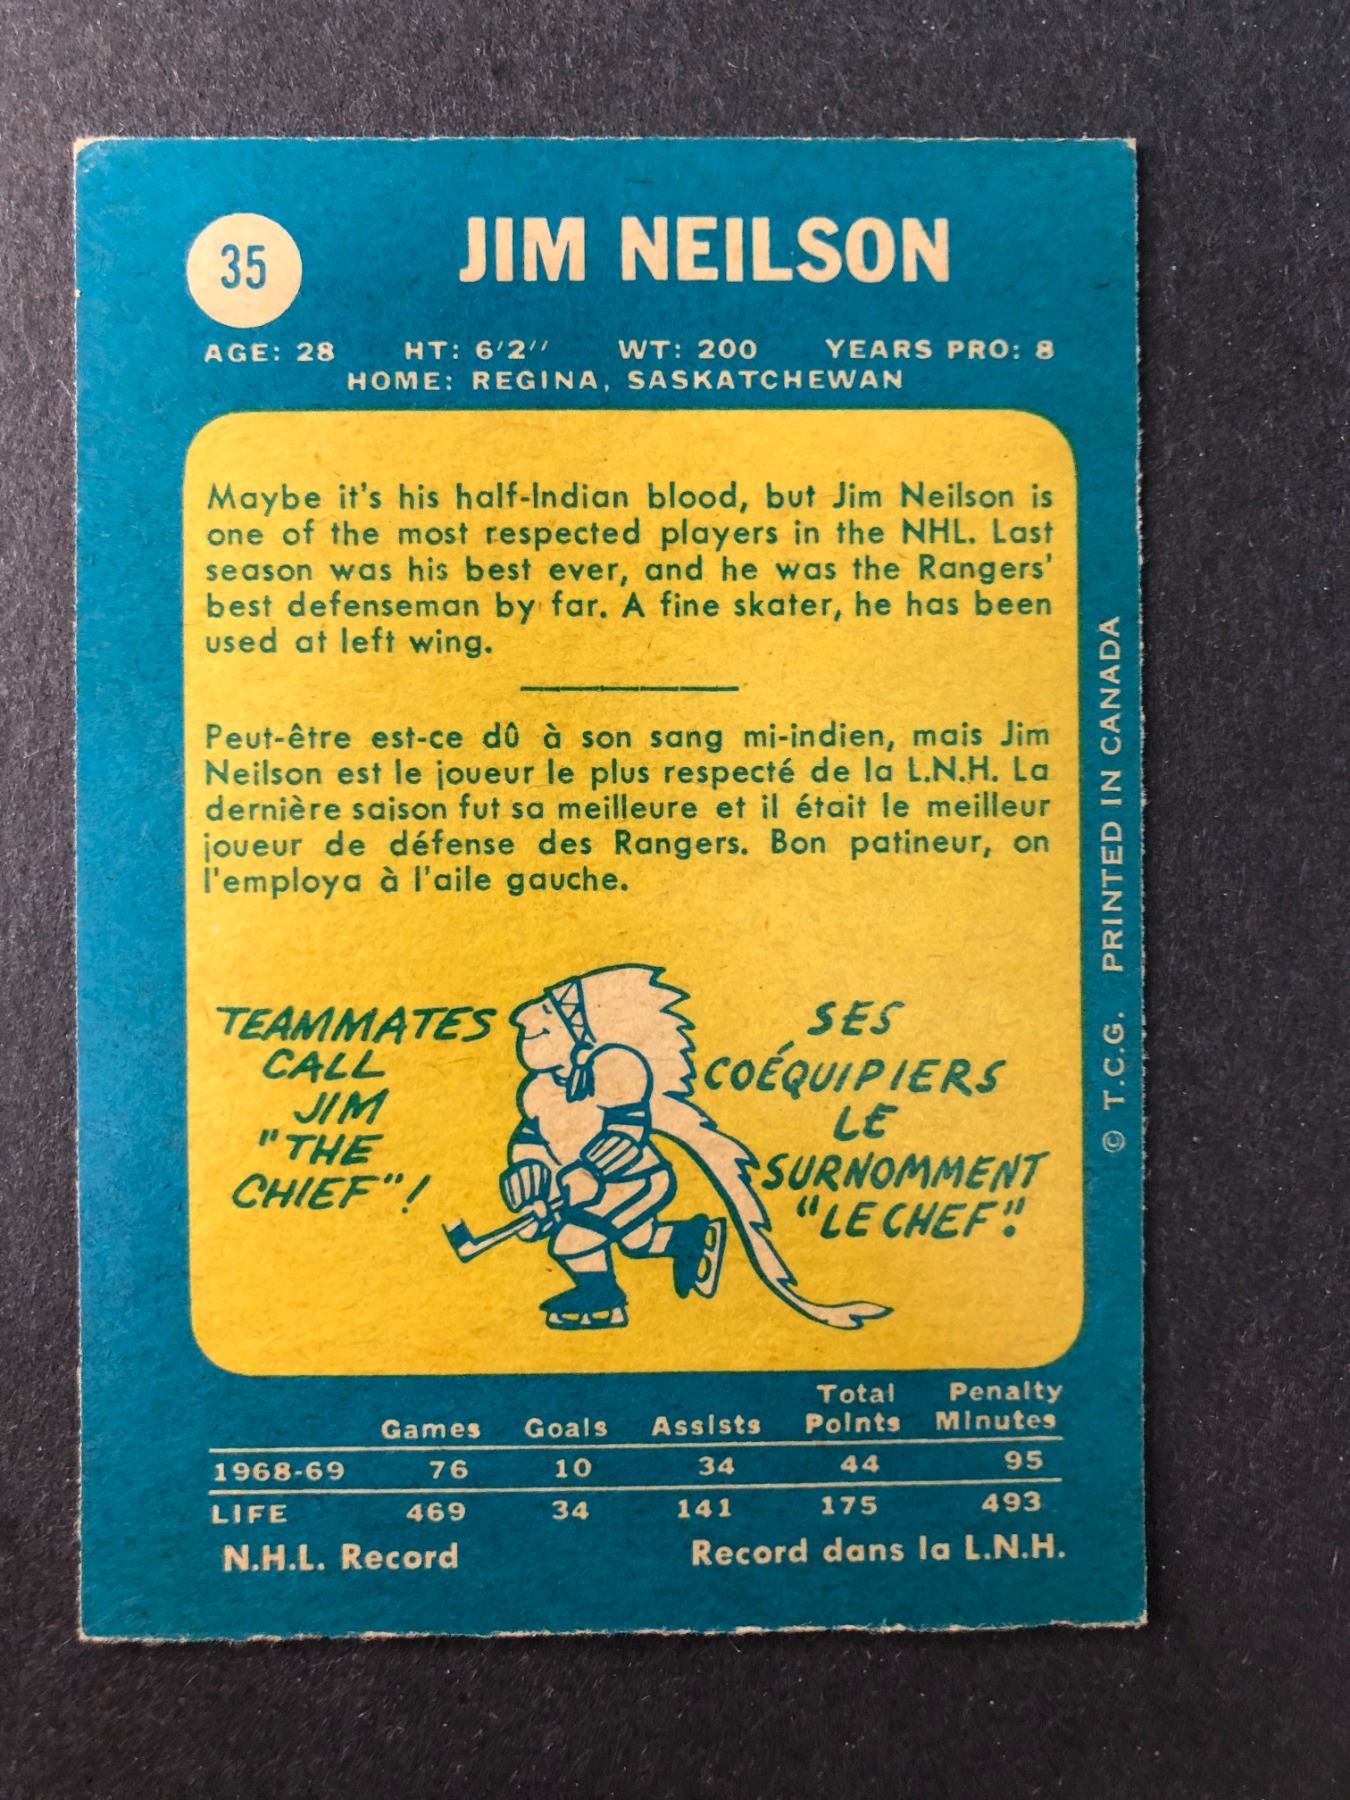 35
JIM NEILSON
AGE: 28 HT: 6'2'' WT: 200 YEARS PRO: 8
HOME: REGINA, SASKATCHEWAN
Maybe it's his half-Indian blood, but Jim Neilson is
one of the most respected players in the NHL. Last
season was his best ever, and he was the Rangers'
best defenseman by far. A fine skater, he has been
used at left wing.
Peut-être est-ce dû à son sang mi-indien, mais Jim
Neilson est le joueur le plus respecté de la L.N.H. La
dernière saison fut sa meilleure et il était le meilleur
joueur de défense des Rangers. Bon patineur, on
l'employa à l'aile gauche.
TEAMMATES
CALL
JIM
"THE
CHIEF"!
SES
COÉQUIPIERS
LE
SURNOMMENT
"LE CHEF"!
© T.C.G. PRINTED IN CANADA
Games Goals Assists Total Points Penalty Minutes
1968-69 76 10 34 44 95
LIFE 469 34 141 175 493
N.H.L. Record Record dans la L.N.H.